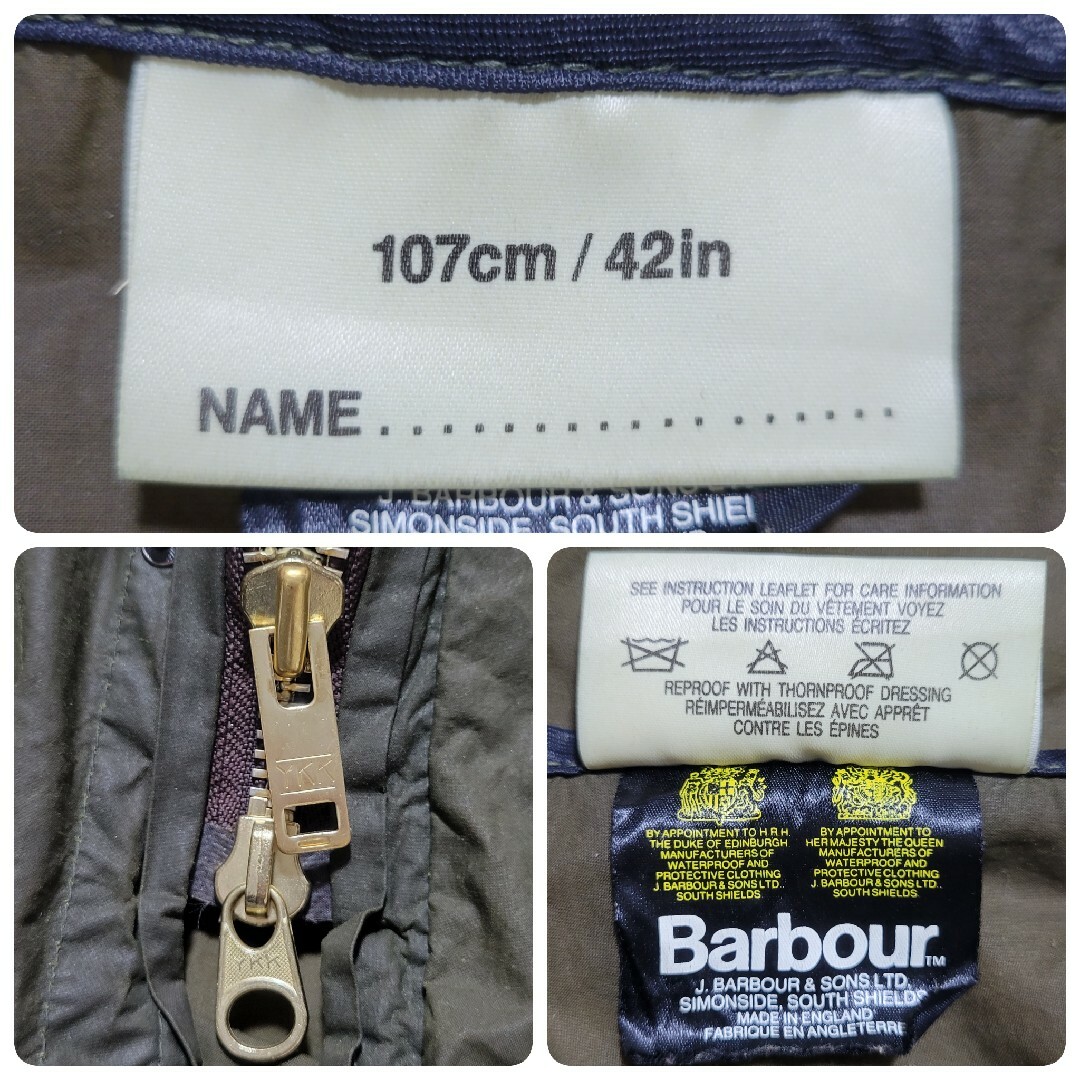 107cm / 42in
NAME
J. BARBOUR & SONS
SIMONSIDE, SOUTH SHIEL
YKK
YKK
SEE INSTRUCTION LEAFLET FOR CARE INFORMATION
POUR LE SOIN DU VÊTEMENT VOYEZ
LES INSTRUCTIONS ÉCRITEZ
REPROOF WITH THORNPROOF DRESSING
RÉIMPERMÉABILISEZ AVEC APPRÊT
CONTRE LES ÉPINES
BY APPOINTMENT TO H R H
THE DUKE OF EDINBURGH
MANUFACTURERS OF
WATERPROOF AND
PROTECTIVE CLOTHING
J. BARBOUR & SONS LTD.
SOUTH SHIELDS
BY APPOINTMENT TO
HER MAJESTY THE QUEEN
MANUFACTURERS OF
WATERPROOF AND
PROTECTIVE CLOTHING
J. BARBOUR & SONS LTD.
SOUTH SHIELDS
Barbour™
J. BARBOUR & SONS LTD.
SIMONSIDE, SOUTH SHIELDS
MADE IN ENGLAND
FABRIQUE EN ANGLETERRE